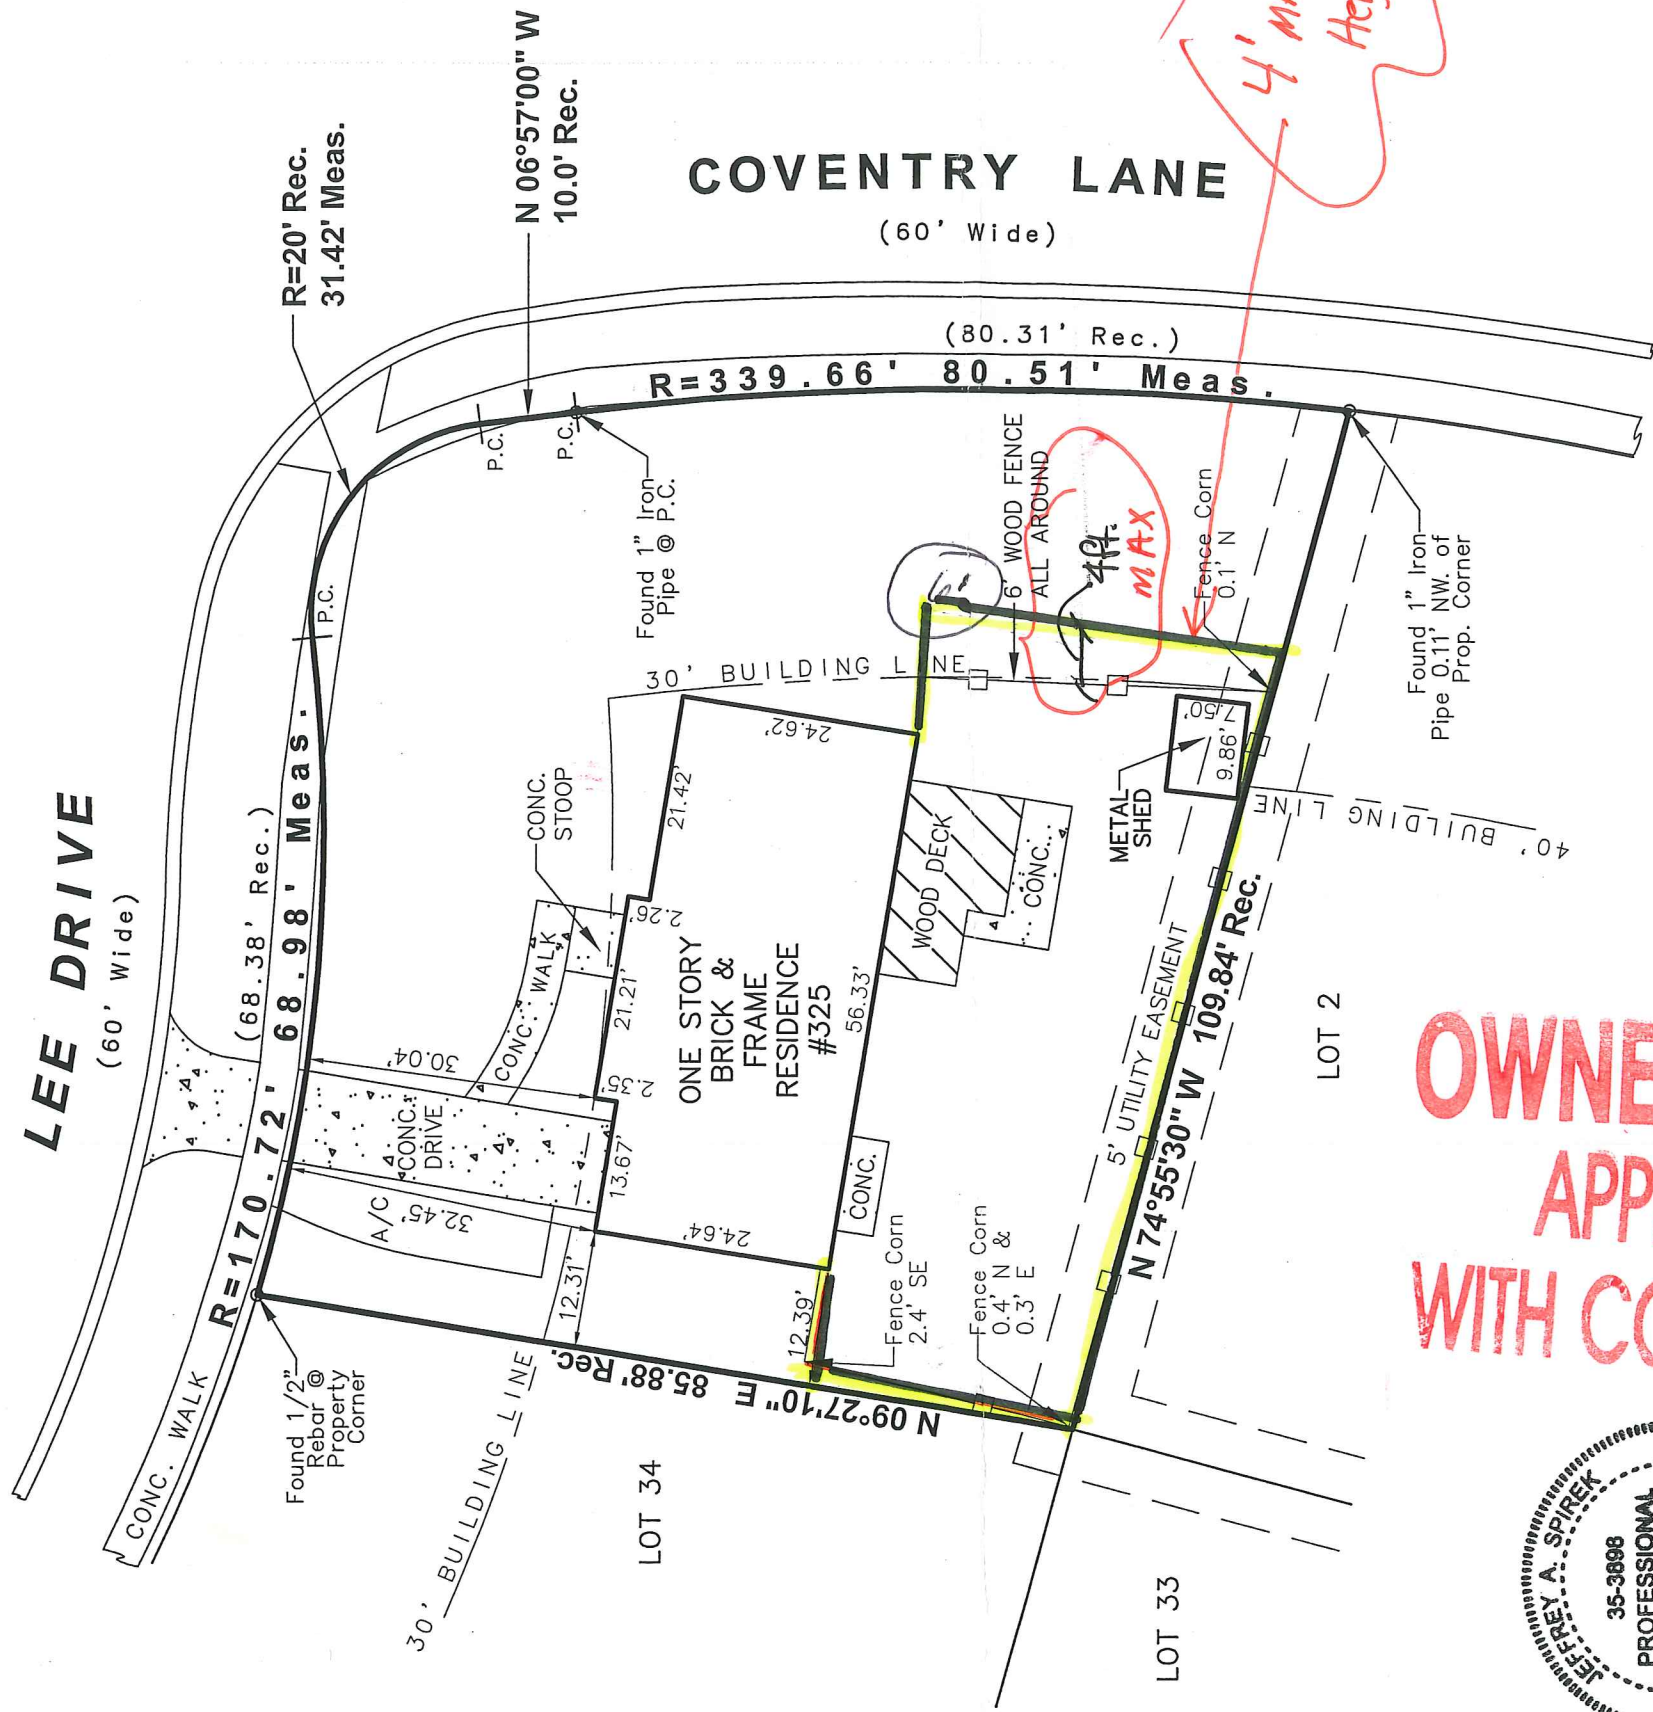 LEE DRIVE
(60' Wide)
COVENTRY LANE
(60' Wide)
R=20' Rec.
31.42' Meas.
N 06°57'00" W
10.0' Rec.
4'
(80.31' Rec.)
R=339.66' 80.51' Meas.
(68.38' Rec.)
R=170.72' 68.98' Meas.
P.C.
P.C.
P.C.
Found 1" Iron
Pipe @ P.C.
6' WOOD FENCE
ALL AROUND
4ft.
MAX
6'
Fence Corn
0.1' N
Found 1" Iron
Pipe 0.11' NW. of
Prop. Corner
30' BUILDING LINE
CONC.
STOOP
CONC. WALK
CONC.
DRIVE
A/C
30.04'
32.45'
12.31'
24.62'
21.42'
2.26'
21.21'
2.35'
13.67'
24.64'
56.33'
12.39'
ONE STORY
BRICK &
FRAME
RESIDENCE
#325
WOOD DECK
CONC.
CONC.
METAL
SHED
7.50'
9.86'
40' BUILDING LINE
5' UTILITY EASEMENT
N 74°55'30" W 109.84' Rec.
Fence Corn
2.4' SE
Fence Corn
0.4' N &
0.3' E
N 09°27'10" E 85.88' Rec.
30' BUILDING LINE
CONC. WALK
Found 1/2"
Rebar @
Property
Corner
LOT 34
LOT 33
LOT 2
OWNE
APP
WITH CO
JEFFREY A. SPIREK
35-3898
PROFESSIONAL